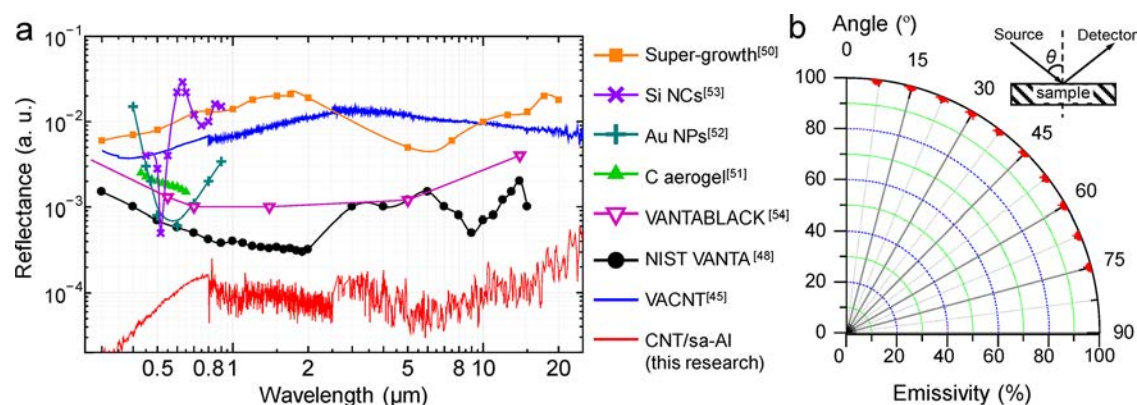 a
10⁻¹
10⁻²
10⁻³
10⁻⁴
Reflectance (a. u.)
0.5 0.8 1 2 5 8 10 20
Wavelength (µm)
Super-growth[50]
Si NCs[53]
Au NPs[52]
C aerogel[51]
VANTABLACK[54]
NIST VANTA[48]
VACNT[45]
CNT/sa-Al
(this research)
b
Angle (º)
0
15
30
45
60
75
90
Source
Detector
θ
sample
100
80
60
40
20
0
0 20 40 60 80 100
Emissivity (%)